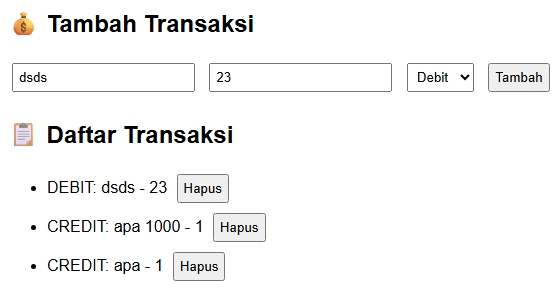 💰 Tambah Transaksi
dsds 23 Debit Tambah
📋 Daftar Transaksi
• DEBIT: dsds - 23 Hapus
• CREDIT: apa 1000 - 1 Hapus
• CREDIT: apa - 1 Hapus